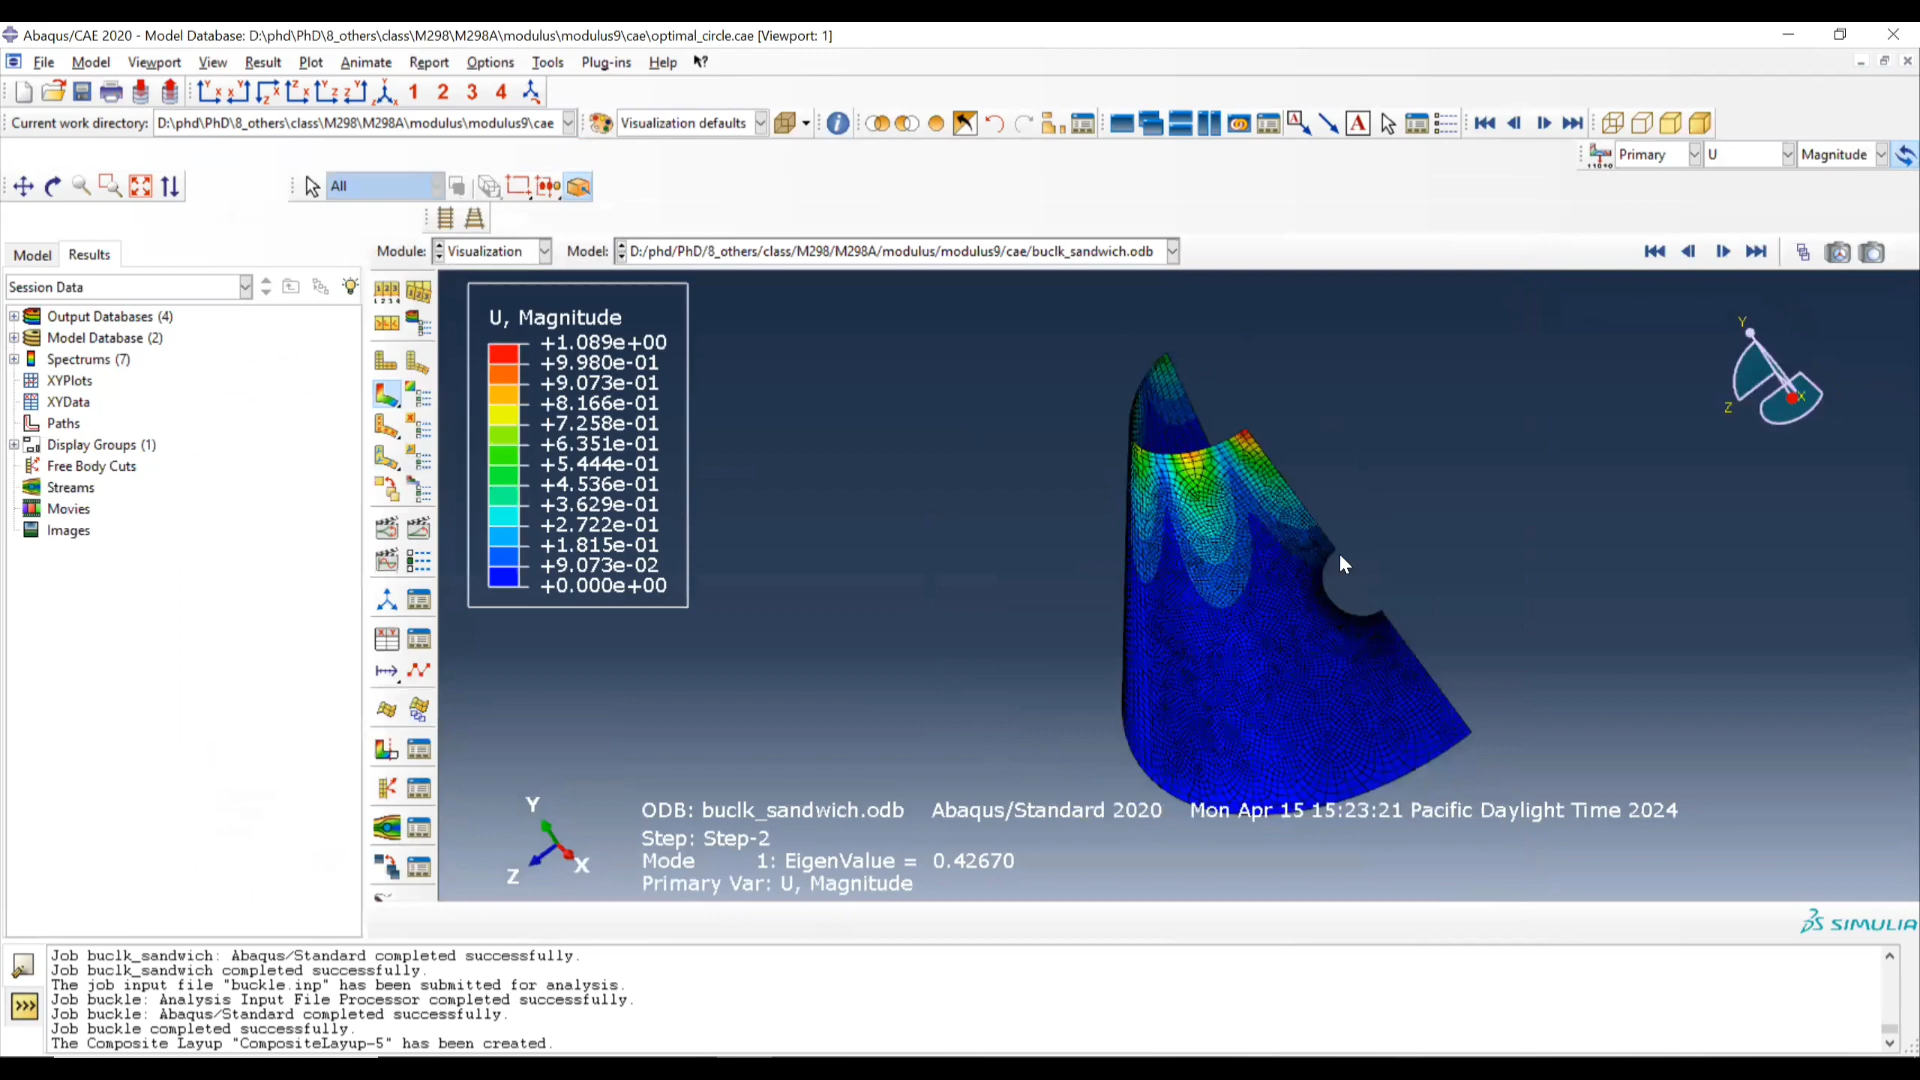 Abaqus/CAE 2020 - Model Database: D:\phd\PhD\8_others\class\M298\M298A\modulus\modulus9\cae\optimal_circle.cae [Viewport: 1]
File Model Viewport View Result Plot Animate Report Options Tools Plug-ins Help
1 2 3 4
Current work directory: D:\phd\PhD\8_others\class\M298\M298A\modulus\modulus9\cae Visualization defaults
Primary U Magnitude
All
Model Results Module: Visualization Model: D:/phd/PhD/8_others/class/M298/M298A/modulus/modulus9/cae/buclk_sandwich.odb
Session Data
Output Databases (4)
Model Database (2)
Spectrums (7)
XYPlots
XYData
Paths
Display Groups (1)
Free Body Cuts
Streams
Movies
Images
U, Magnitude
+1.089e+00
+9.980e-01
+9.073e-01
+8.166e-01
+7.258e-01
+6.351e-01
+5.444e-01
+4.536e-01
+3.629e-01
+2.722e-01
+1.815e-01
+9.073e-02
+0.000e+00
Y
Z
X
Y
Z
X
ODB: buclk_sandwich.odb Abaqus/Standard 2020 Mon Apr 15 15:23:21 Pacific Daylight Time 2024
Step: Step-2
Mode 1: EigenValue = 0.42670
Primary Var: U, Magnitude
SIMULIA
Job buclk_sandwich: Abaqus/Standard completed successfully.
Job buclk_sandwich completed successfully.
The job input file "buckle.inp" has been submitted for analysis.
Job buckle: Analysis Input File Processor completed successfully.
Job buckle: Abaqus/Standard completed successfully.
Job buckle completed successfully.
The Composite Layup "CompositeLayup-5" has been created.